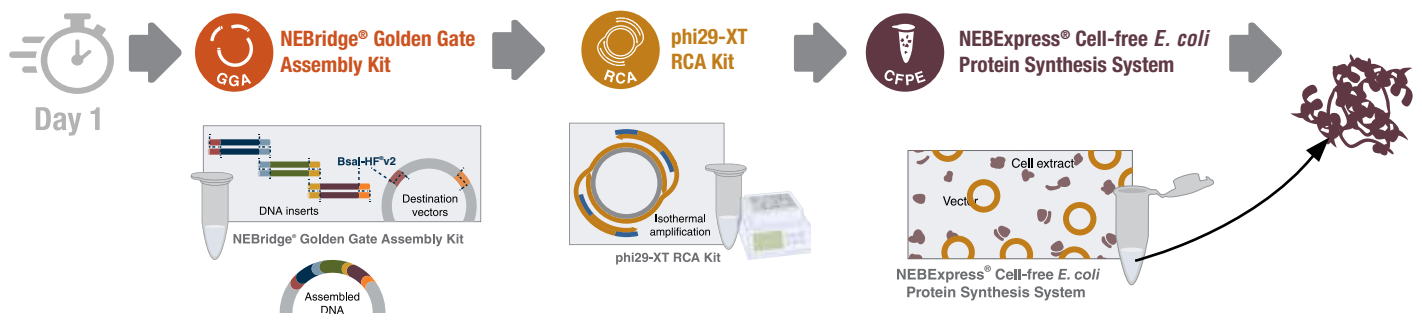 Day 1
GGA
NEBridge® Golden Gate
Assembly Kit
RCA
phi29-XT
RCA Kit
CFPE
NEBExpress® Cell-free E. coli
Protein Synthesis System
BsaI-HF®v2
DNA inserts
Destination
vectors
NEBridge® Golden Gate Assembly Kit
Assembled
DNA
Isothermal
amplification
phi29-XT RCA Kit
Cell extract
Vector
NEBExpress® Cell-free E. coli
Protein Synthesis System